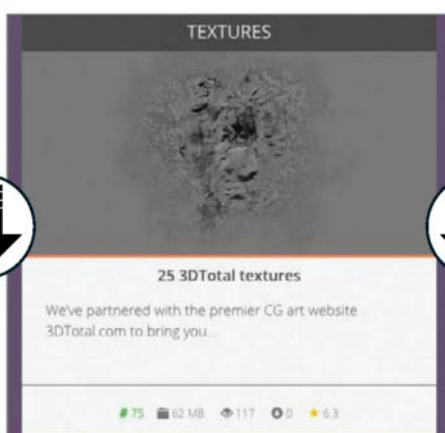 TEXTURES
25 3DTotal textures
We've partnered with the premier CG art website
3DTotal.com to bring you...
# 75 62 MB 117 0 6.3